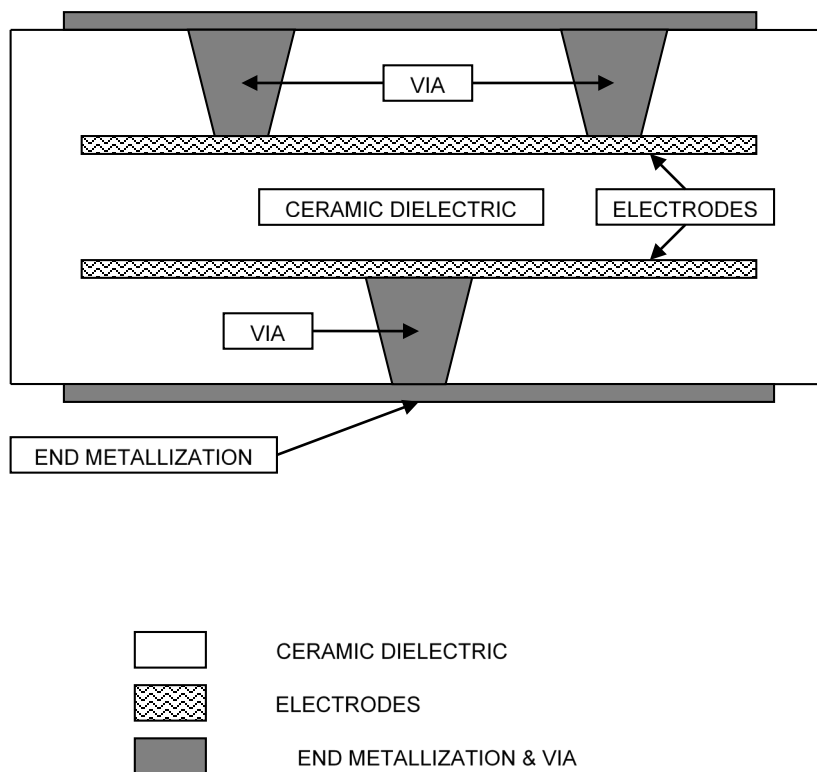 VIA
CERAMIC DIELECTRIC
ELECTRODES
VIA
END METALLIZATION
CERAMIC DIELECTRIC
ELECTRODES
END METALLIZATION & VIA